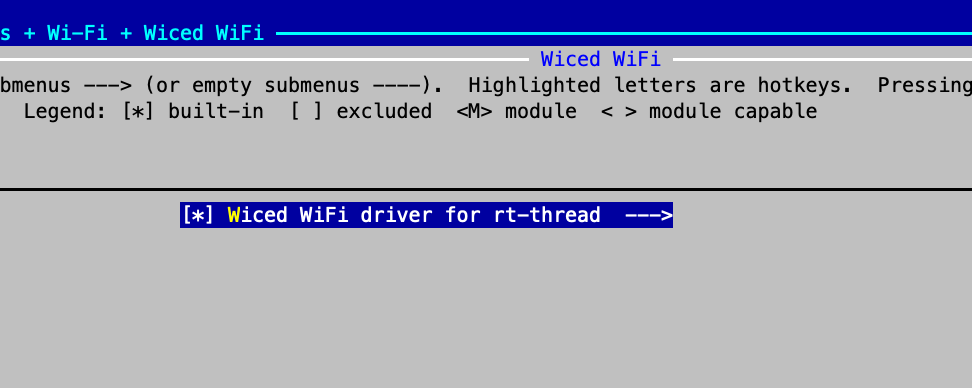 s + Wi-Fi + Wiced WiFi
Wiced WiFi
bmenus ---> (or empty submenus ----).  Highlighted letters are hotkeys.  Pressing
Legend: [*] built-in  [ ] excluded  <M> module  < > module capable
[*] Wiced WiFi driver for rt-thread  --->